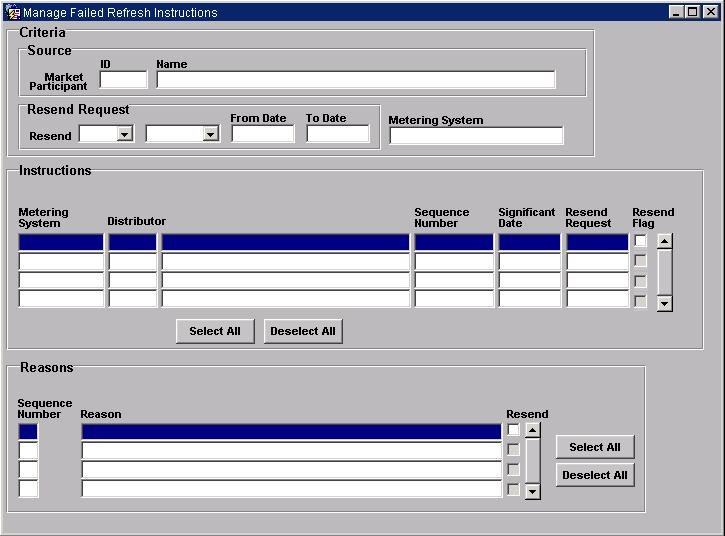 Manage Failed Refresh Instructions
Criteria
Source
ID Name
Market
Participant
Resend Request
From Date To Date Metering System
Resend
Instructions
Metering
System
Distributor
Sequence
Number
Significant
Date
Resend
Request
Resend
Flag
Select All Deselect All
Reasons
Sequence
Number
Reason
Resend
Select All
Deselect All